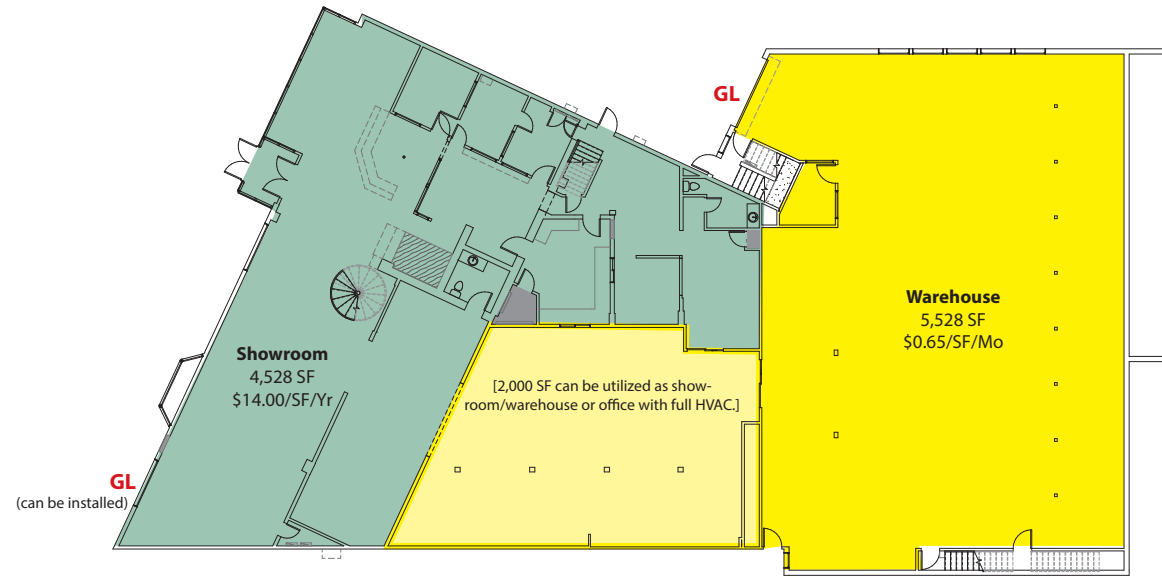 GL
Warehouse
5,528 SF
$0.65/SF/Mo
Showroom
4,528 SF
$14.00/SF/Yr
[2,000 SF can be utilized as show-
room/warehouse or office with full HVAC.]
GL
(can be installed)